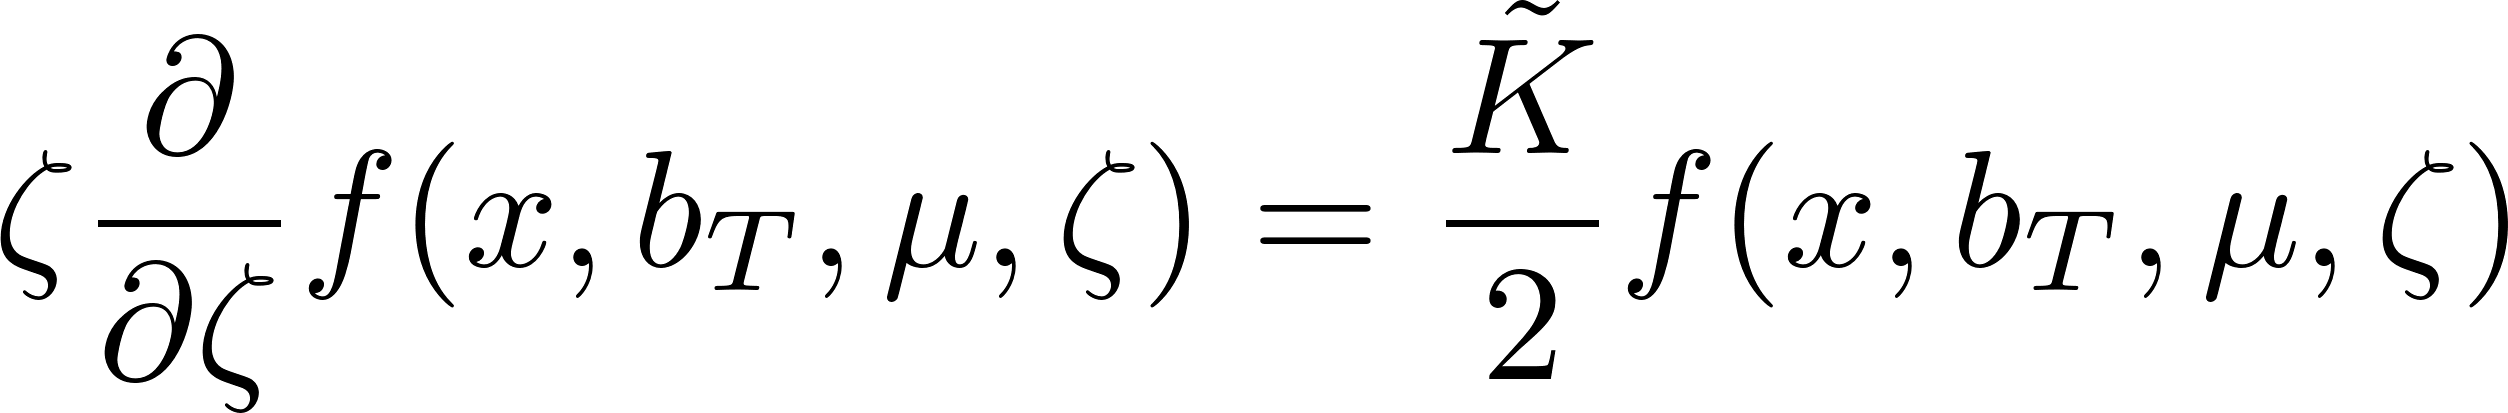 ζ ∂/∂ζ f(x, b_T, μ, ζ) = K̃/2 f(x, b_T, μ, ζ)